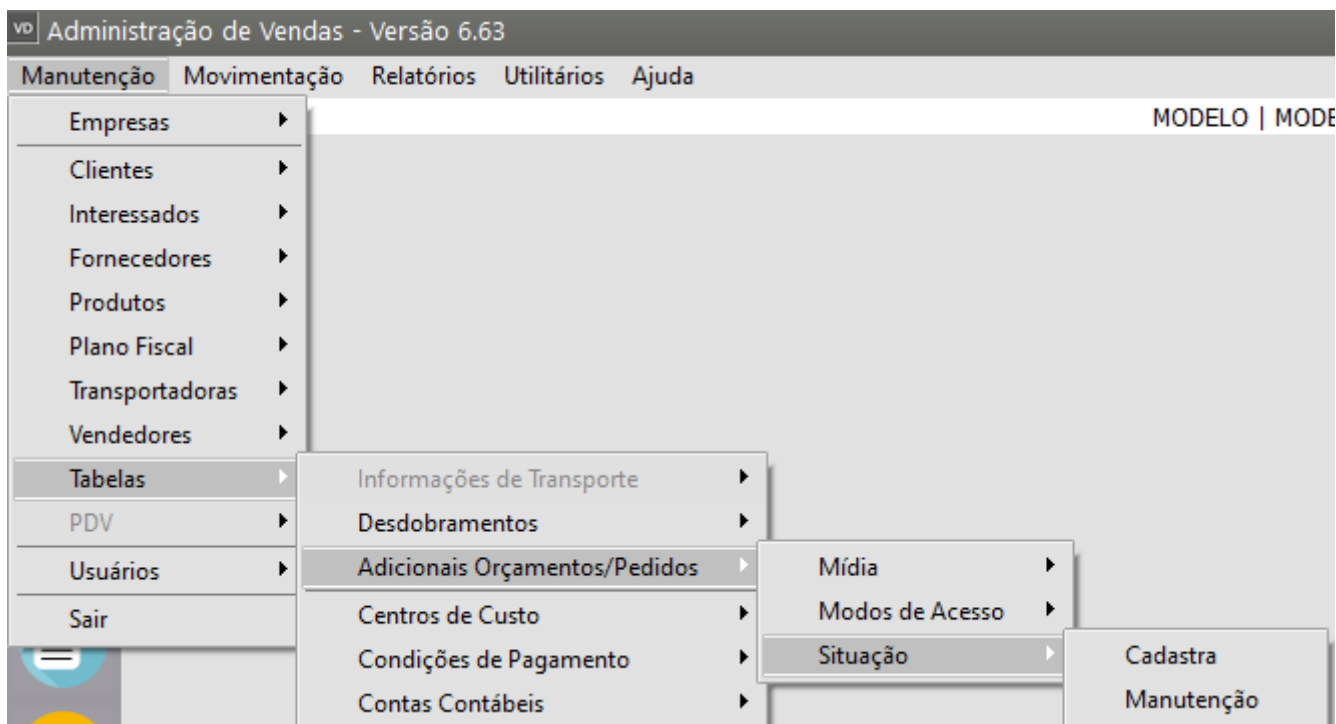 VD Administração de Vendas - Versão 6.63
Manutenção Movimentação Relatórios Utilitários Ajuda
MODELO |
Empresas
Clientes
Interessados
Fornecedores
Produtos
Plano Fiscal
Transportadoras
Vendedores
Tabelas
PDV
Usuários
Sair
Informações de Transporte
Desdobramentos
Adicionais Orçamentos/Pedidos
Centros de Custo
Condições de Pagamento
Contas Contábeis
Mídia
Modos de Acesso
Situação
Cadastra
Manutenção